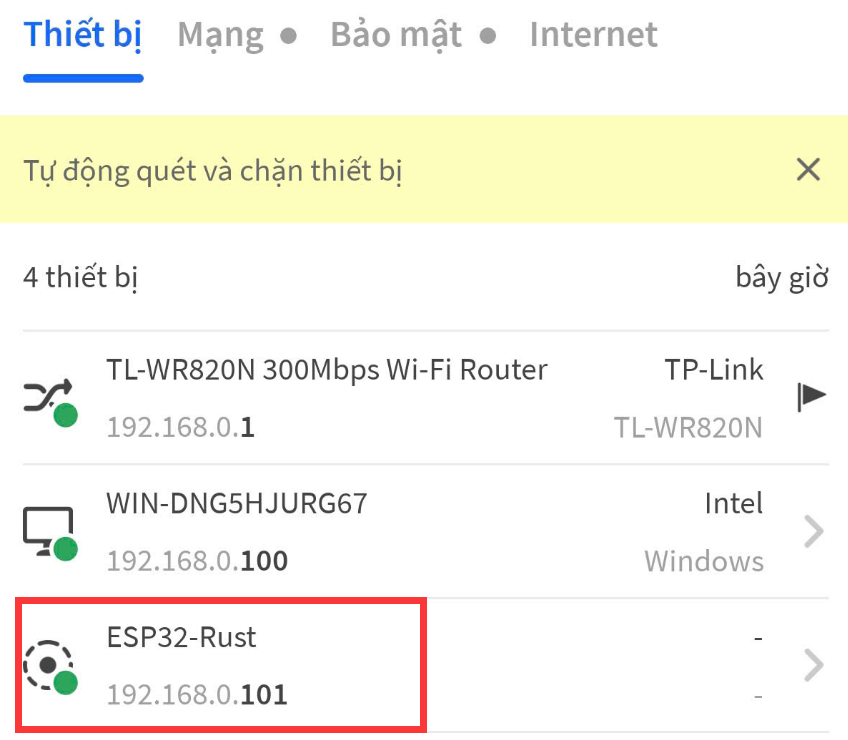 Thiết bị Mạng Bảo mật Internet
Tự động quét và chặn thiết bị
4 thiết bị bây giờ
TL-WR820N 300Mbps Wi-Fi Router TP-Link
192.168.0.1 TL-WR820N
WIN-DNG5HJURG67 Intel
192.168.0.100 Windows
ESP32-Rust -
192.168.0.101 -